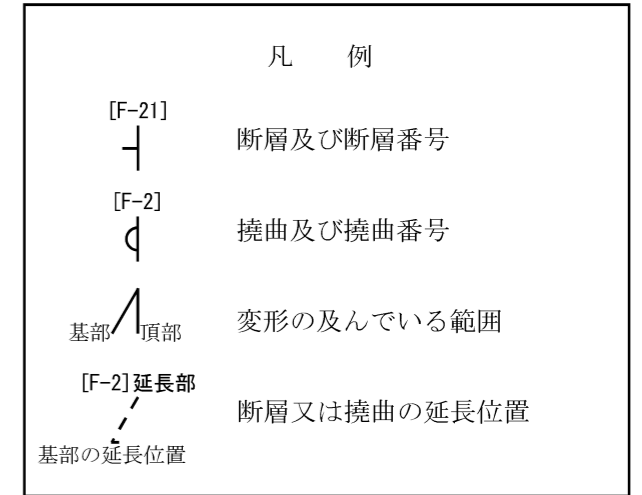 凡　例
[F-21]
断層及び断層番号
[F-2]
撓曲及び撓曲番号
基部 頂部
変形の及んでいる範囲
[F-2]延長部
断層又は撓曲の延長位置
基部の延長位置